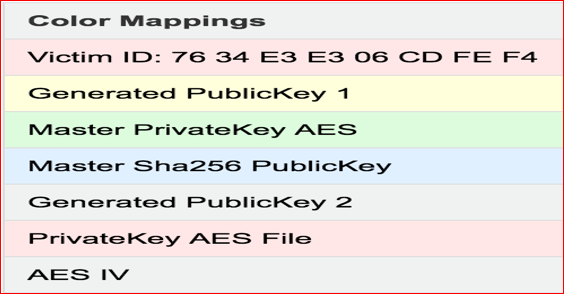 Color Mappings
Victim ID: 76 34 E3 E3 06 CD FE F4
Generated PublicKey 1
Master PrivateKey AES
Master Sha256 PublicKey
Generated PublicKey 2
PrivateKey AES File
AES IV